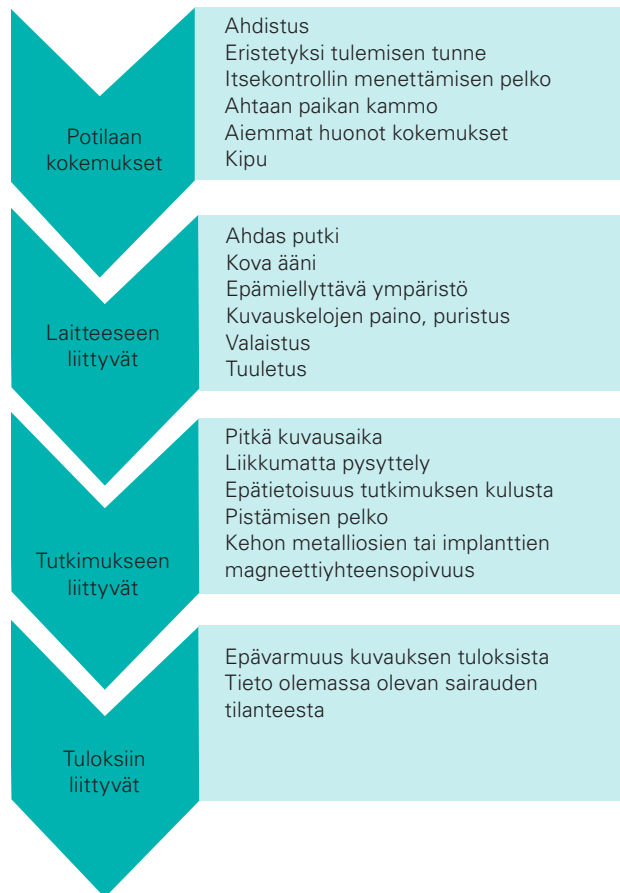 Potilaan
kokemukset
Ahdistus
Eristetyksi tulemisen tunne
Itsekontrollin menettämisen pelko
Ahtaan paikan kammo
Aiemmat huonot kokemukset
Kipu
Laitteeseen
liittyvät
Ahdas putki
Kova ääni
Epämiellyttävä ympäristö
Kuvauskelojen paino, puristus
Valaistus
Tuuletus
Tutkimukseen
liittyvät
Pitkä kuvausaika
Liikkumatta pysyttely
Epätietoisuus tutkimuksen kulusta
Pistämisen pelko
Kehon metalliosien tai implanttien
magneettiyhteensopivuus
Tuloksiin
liittyvät
Epävarmuus kuvauksen tuloksista
Tieto olemassa olevan sairauden
tilanteesta